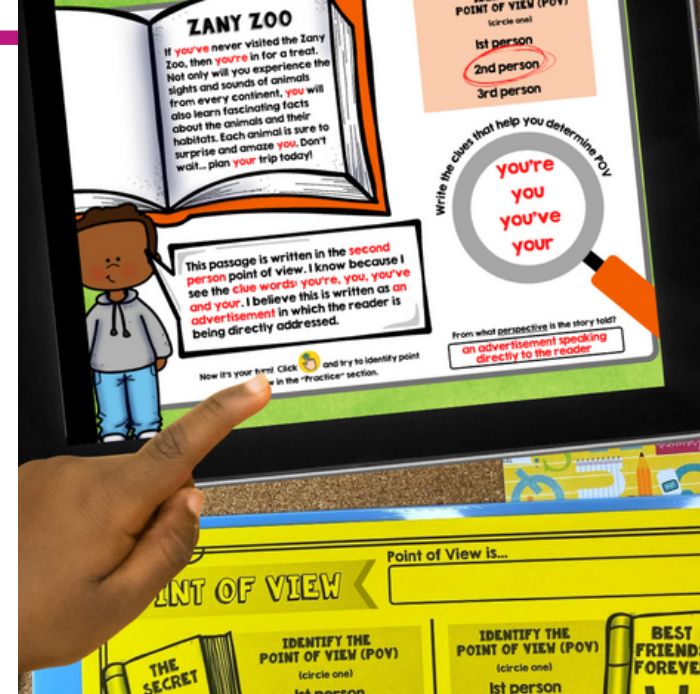 ZANY ZOO
If you've never visited the Zany
Zoo, then you're in for a treat.
Not only will you experience the
sights and sounds of animals
from every continent, you will
also learn fascinating facts
about the animals and their
habitats. Each animal is sure to
surprise and amaze you. Don't
wait... plan your trip today!
POINT OF VIEW (POV)
(circle one)
1st person
2nd person
3rd person
Write the clues that help you determine POV
you're
you
you've
your
This passage is written in the second
person point of view. I know because I
see the clue words: you're, you, you've
and your. I believe this is written as an
advertisement in which the reader is
being directly addressed.
From what perspective is the story told?
an advertisement speaking
directly to the reader
Now it's your turn! Click and try to identify point
in the "Practice" section.
Point of View is...
INT OF VIEW
THE
SECRET
IDENTIFY THE
POINT OF VIEW (POV)
(circle one)
1st person
IDENTIFY THE
POINT OF VIEW (POV)
(circle one)
1st person
BEST
FRIENDS
FOREVE